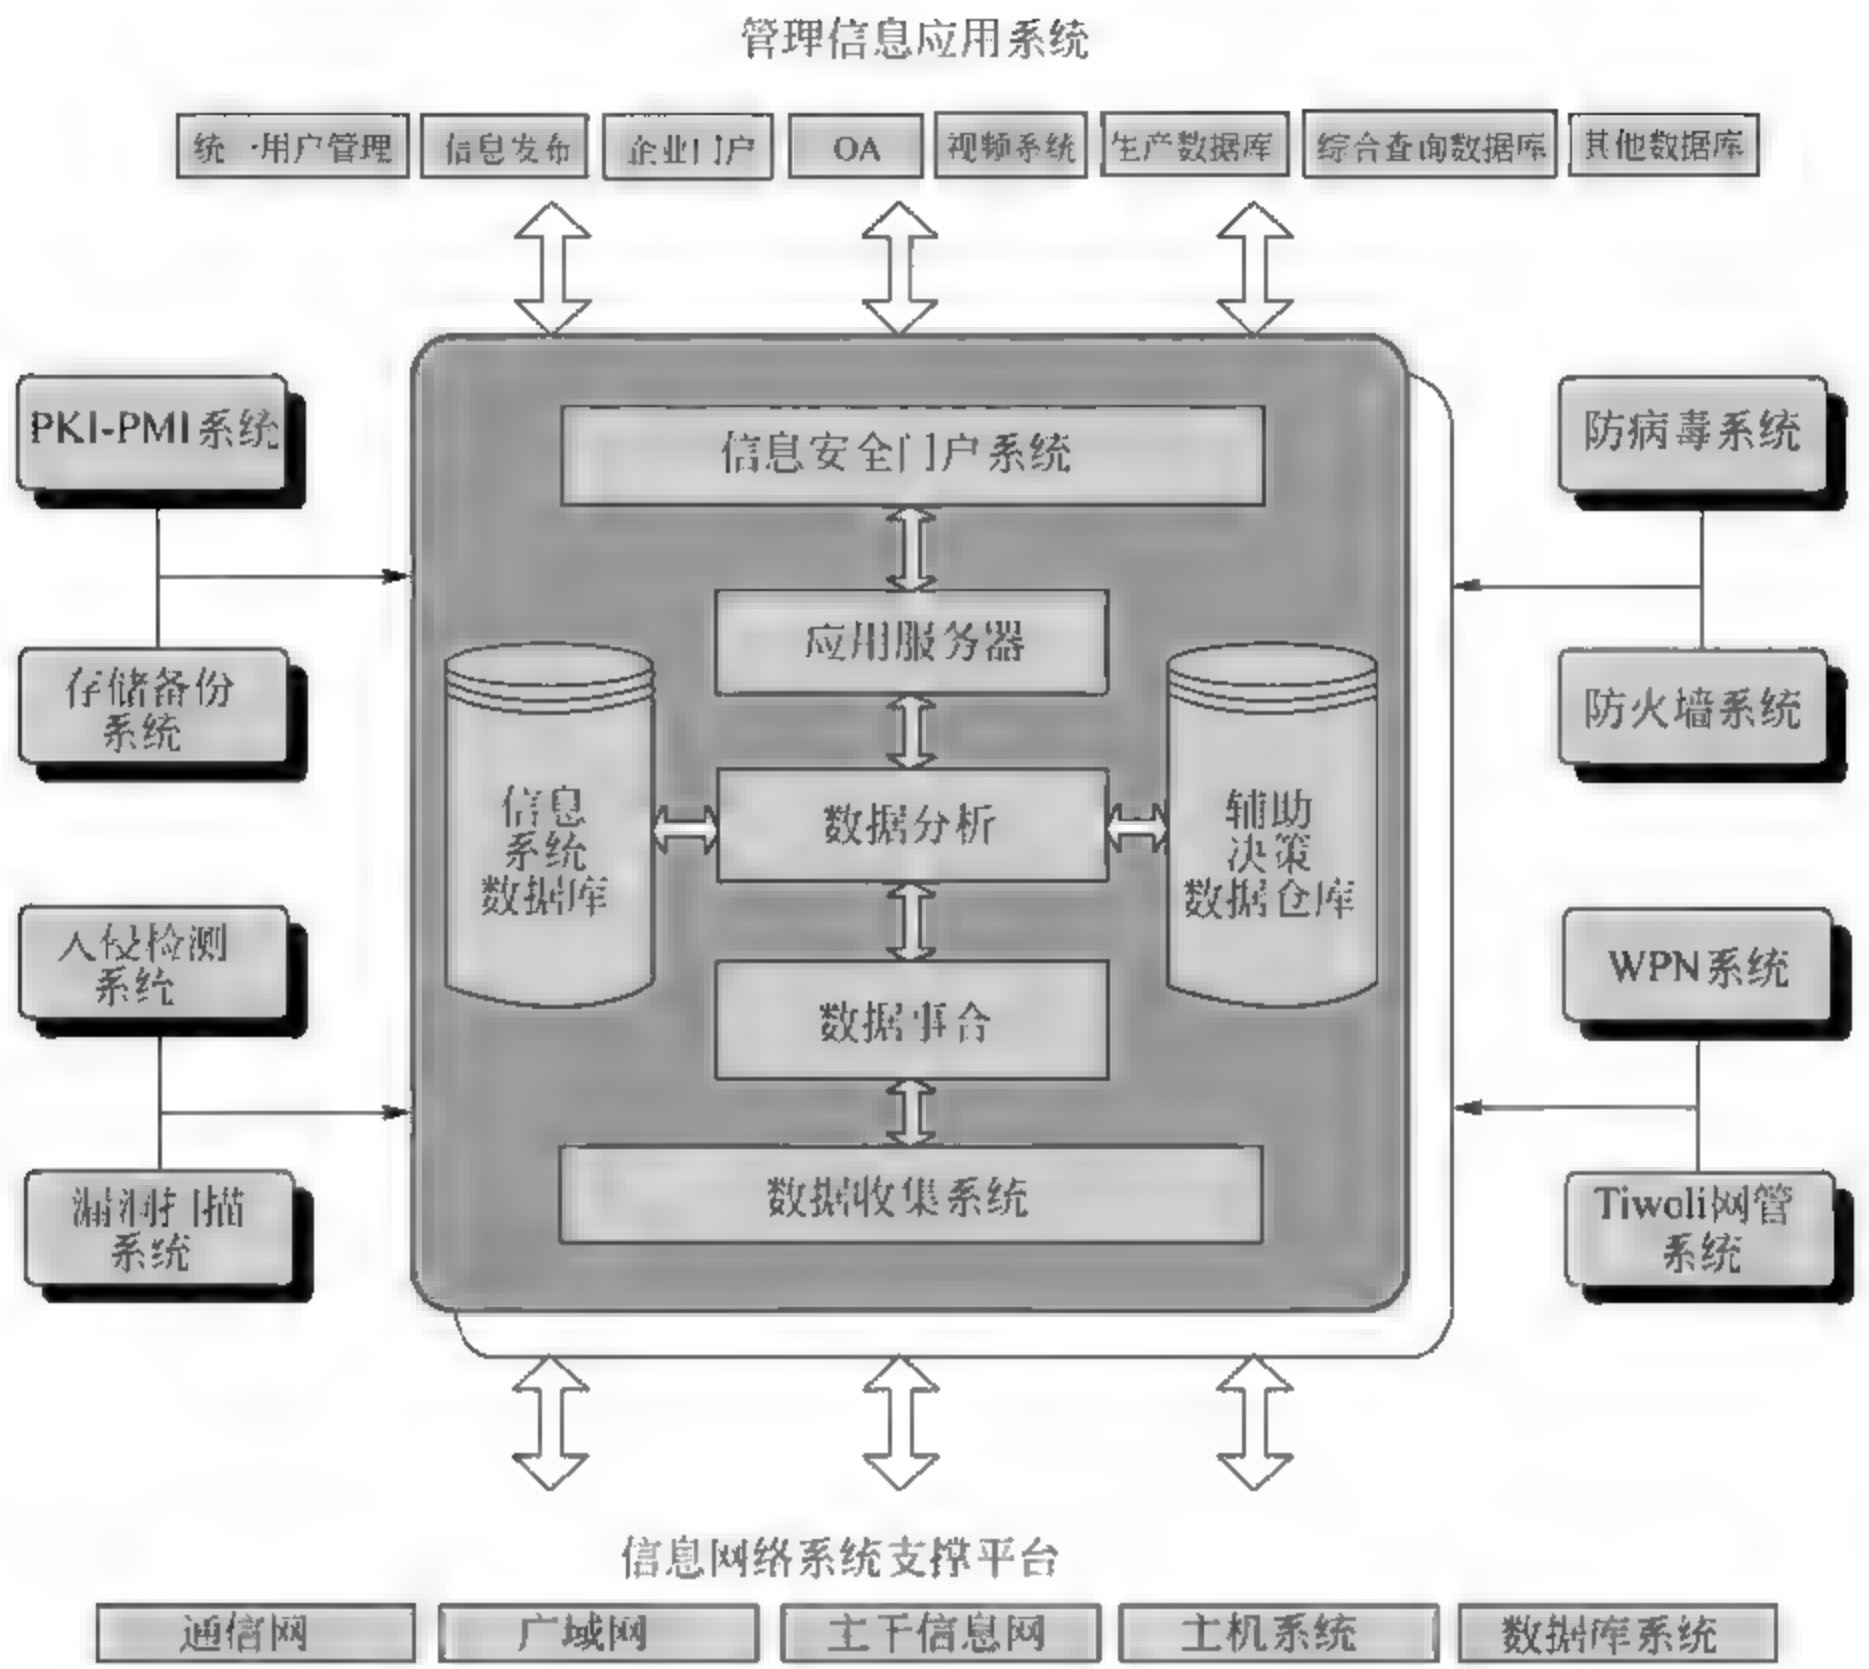 管理信息应用系统
统一用户管理
信息发布
企业门户
OA
视频系统
生产数据库
综合查询数据库
其他数据库
PKI-PMI系统
存储备份
系统
入侵检测
系统
漏洞扫描
系统
信息安全门户系统
应用服务器
信息
系统
数据库
数据分析
辅助
决策
数据仓库
数据事合
数据收集系统
防病毒系统
防火墙系统
WPN系统
Tiwoli网管
系统
信息网络系统支撑平台
通信网
广域网
主干信息网
主机系统
数据库系统